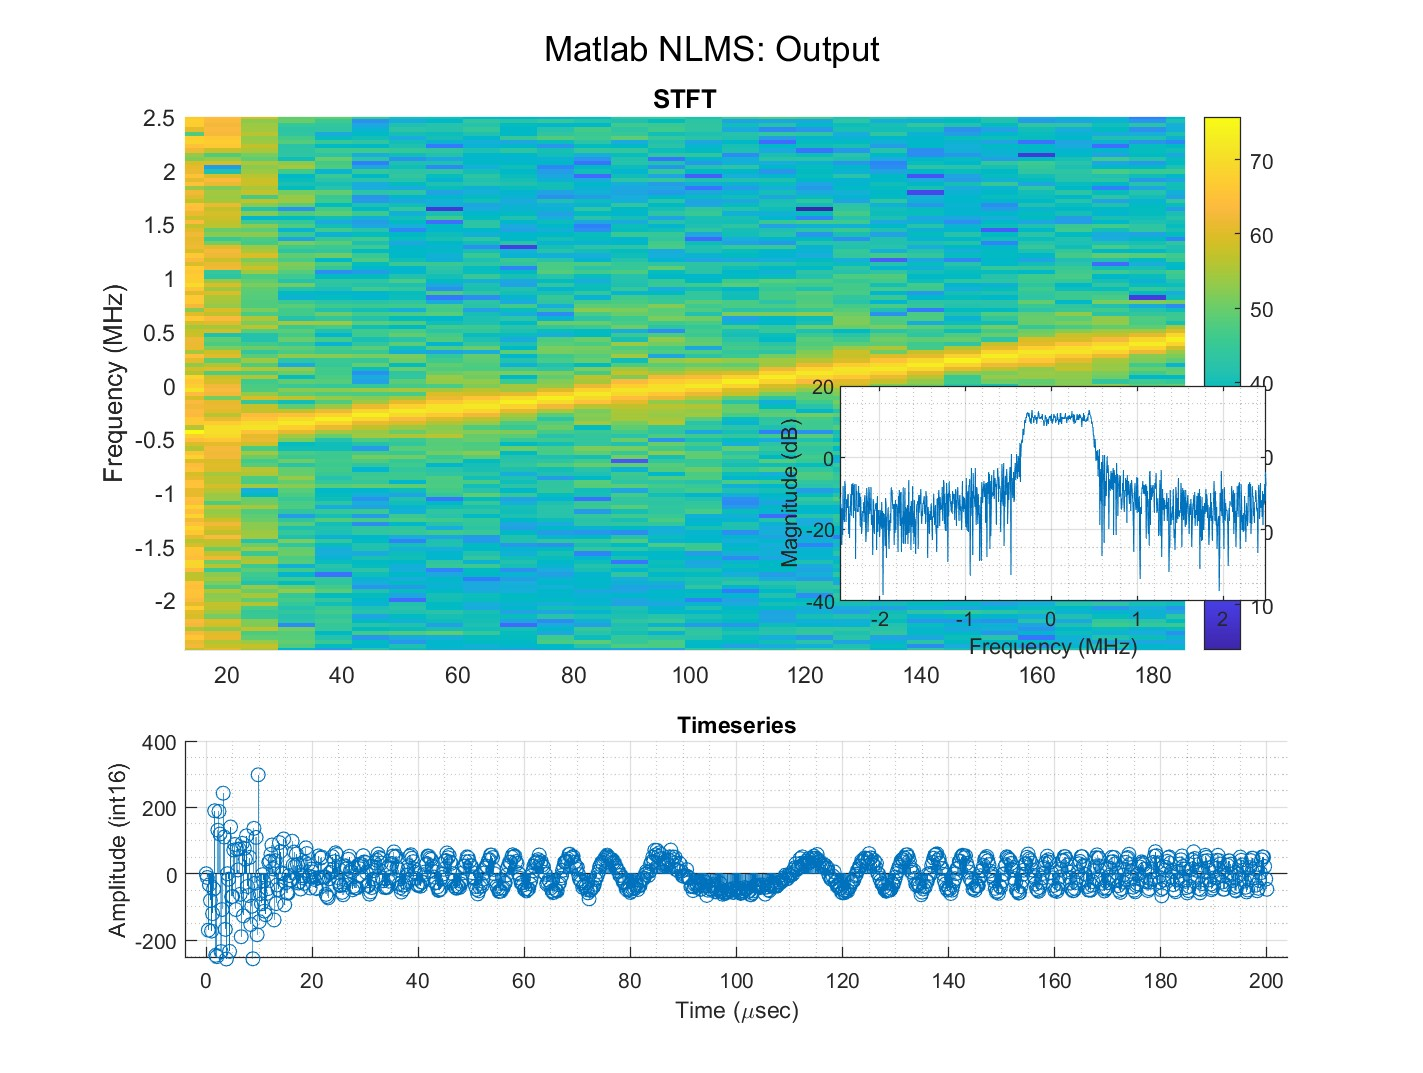 Matlab NLMS: Output
STFT
2.5
2
1.5
1
0.5
0
-0.5
-1
-1.5
-2
Frequency (MHz)
20 40 60 80 100 120 140 160 180
70
60
50
40
0
0
10
20
0
-20
-40
Magnitude (dB)
-2 -1 0 1 2
Frequency (MHz)
Timeseries
400
200
0
-200
Amplitude (int16)
0 20 40 60 80 100 120 140 160 180 200
Time (μsec)